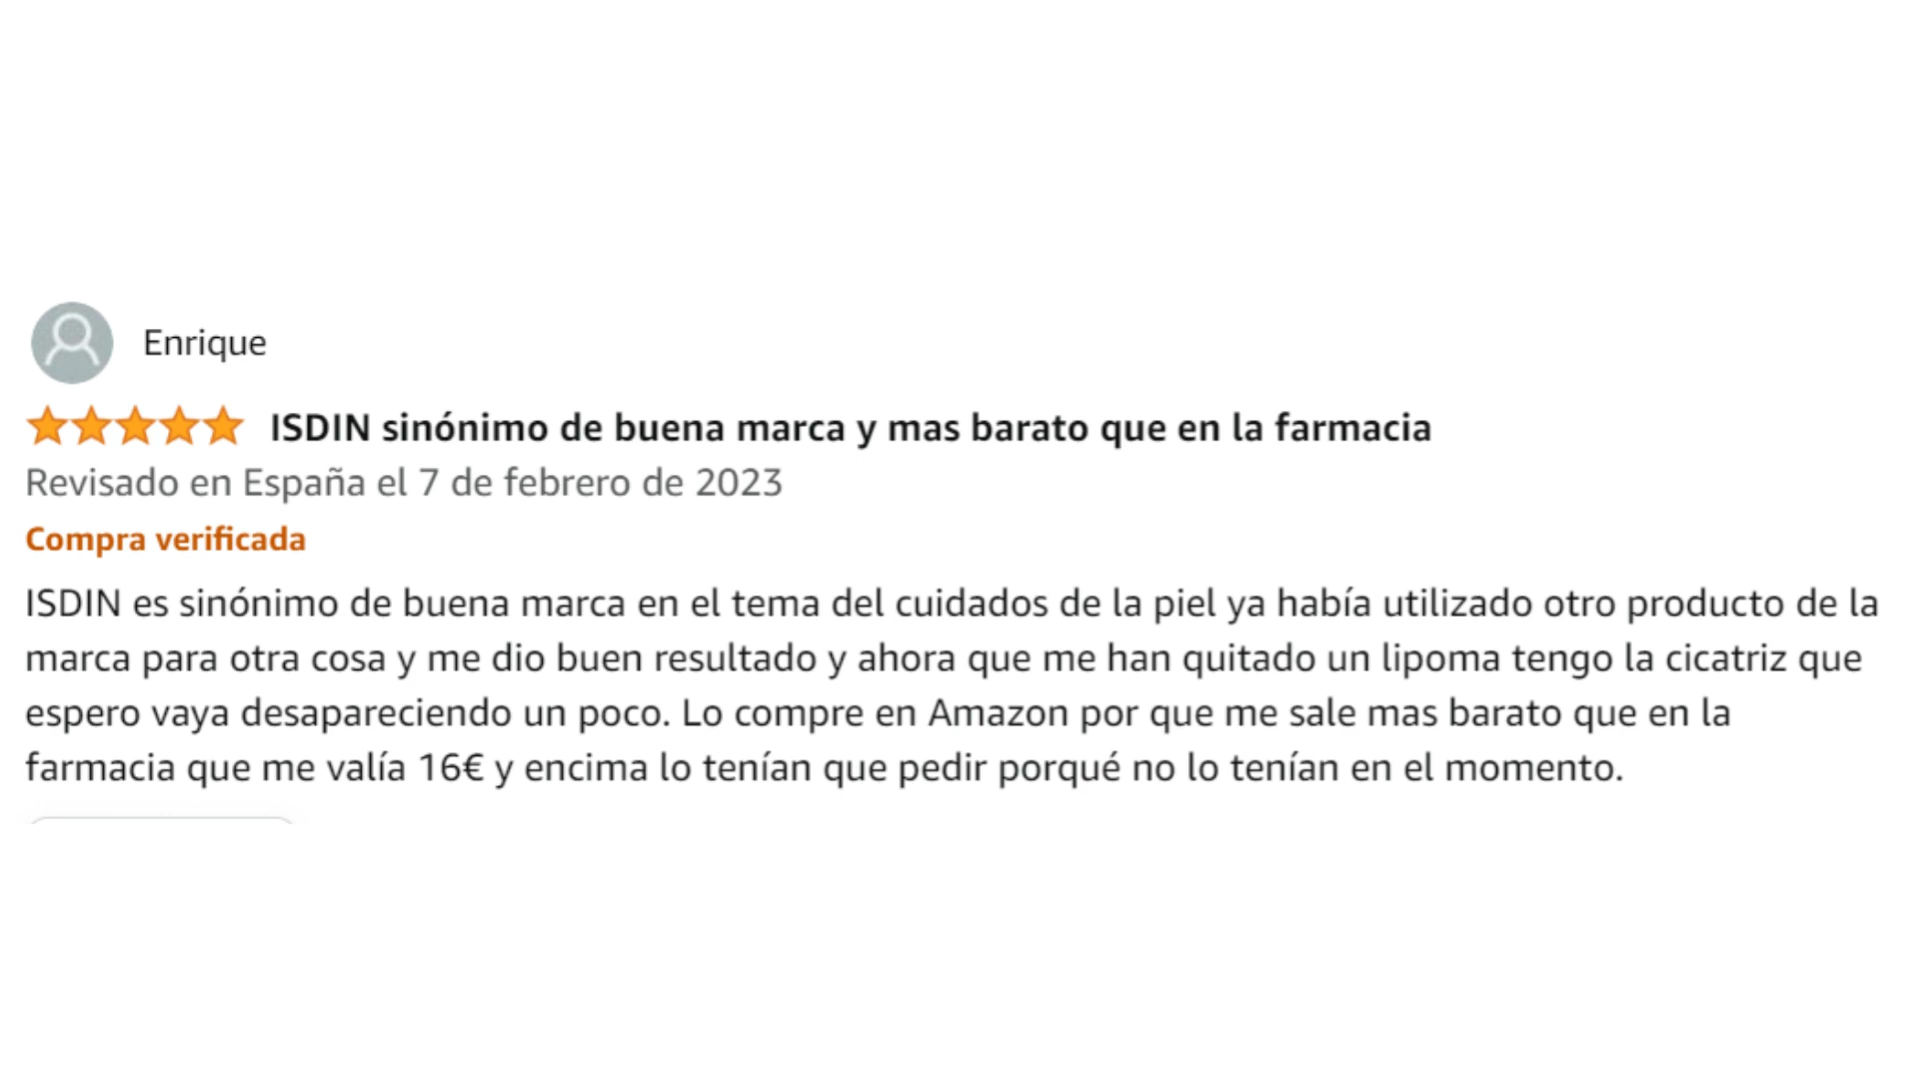 Enrique
ISDIN sinónimo de buena marca y mas barato que en la farmacia
Revisado en España el 7 de febrero de 2023
Compra verificada
ISDIN es sinónimo de buena marca en el tema del cuidados de la piel ya había utilizado otro producto de la
marca para otra cosa y me dio buen resultado y ahora que me han quitado un lipoma tengo la cicatriz que
espero vaya desapareciendo un poco. Lo compre en Amazon por que me sale mas barato que en la
farmacia que me valía 16€ y encima lo tenían que pedir porqué no lo tenían en el momento.